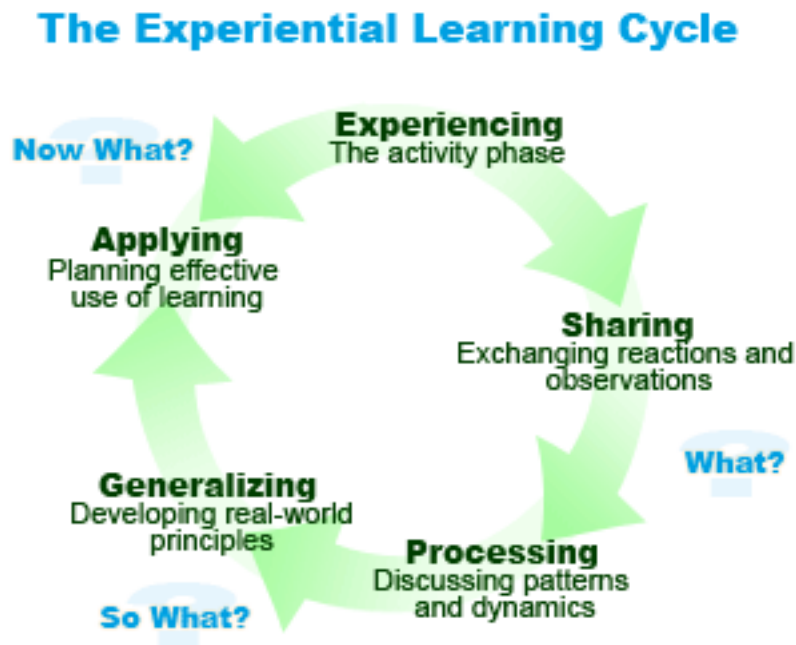 The Experiential Learning Cycle
Experiencing
The activity phase
Now What?
Applying
Planning effective
use of learning
Sharing
Exchanging reactions and
observations
What?
Generalizing
Developing real-world
principles
Processing
Discussing patterns
and dynamics
So What?